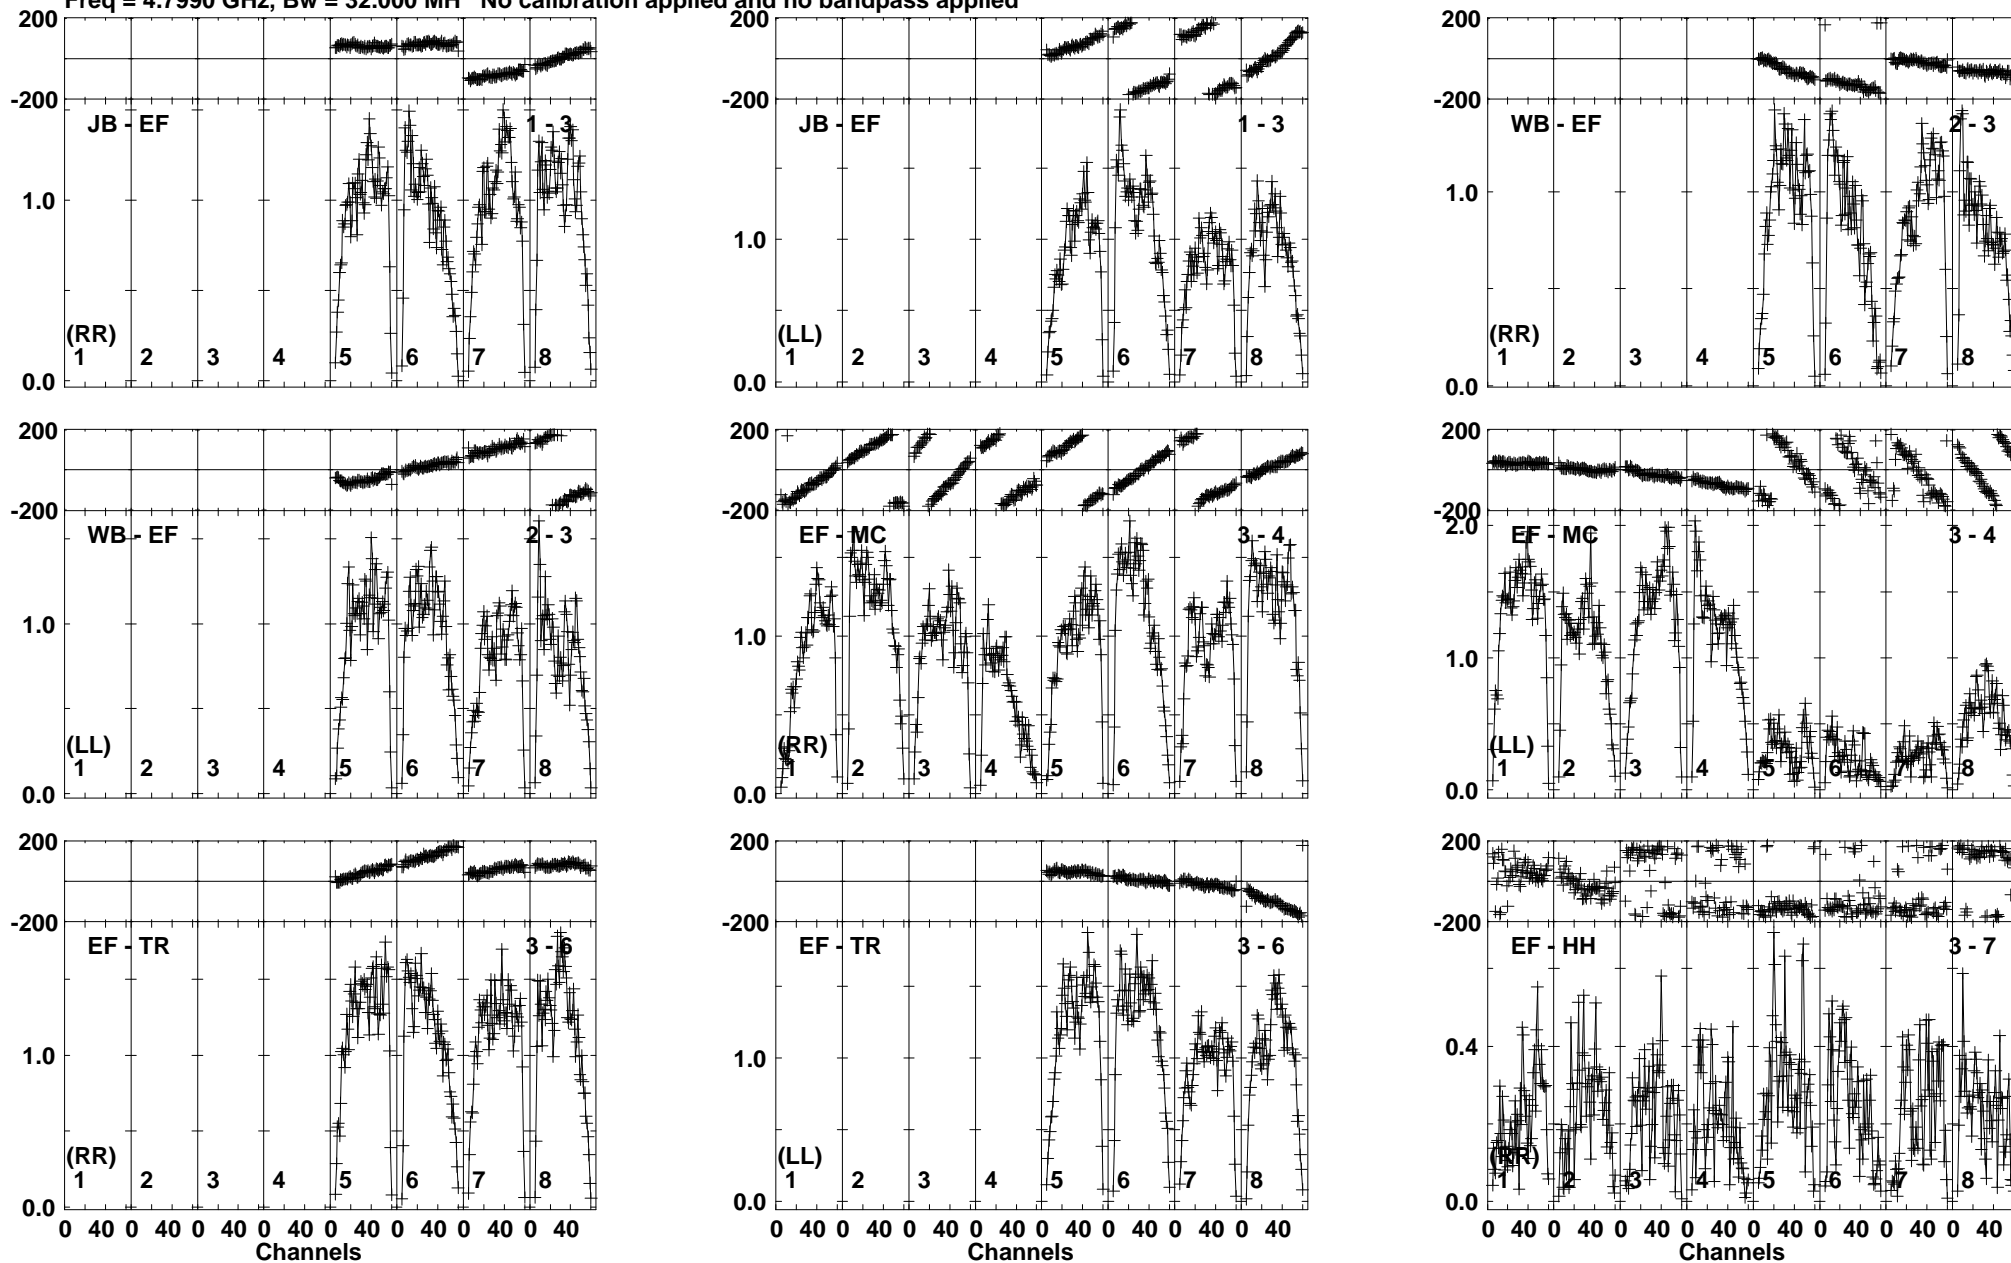 Freq = 4.7990 GHz, Bw = 32.000 MH No calibration applied and no bandpass applied
200
-200
JB - EF
1 - 3
1.0
(RR)
1 2 3 4 5 6 7 8
0.0
200
-200
JB - EF
1 - 3
1.0
(LL)
1 2 3 4 5 6 7 8
0.0
200
-200
WB - EF
2 - 3
1.0
(RR)
1 2 3 4 5 6 7 8
0.0
200
-200
WB - EF
2 - 3
1.0
(LL)
1 2 3 4 5 6 7 8
0.0
200
-200
EF - MC
3 - 4
1.0
(RR)
1 2 3 4 5 6 7 8
0.0
200
-200
2.0
EF - MC
3 - 4
1.0
(LL)
1 2 3 4 5 6 7 8
0.0
200
-200
EF - TR
3 - 6
1.0
(RR)
1 2 3 4 5 6 7 8
0.0
0 40 0 40 0 40 0 40 0 40 0 40 0 40 0 40
Channels
200
-200
EF - TR
3 - 6
1.0
(LL)
1 2 3 4 5 6 7 8
0.0
0 40 0 40 0 40 0 40 0 40 0 40 0 40 0 40
Channels
200
-200
EF - HH
3 - 7
0.4
(RR)
1 2 3 4 5 6 7 8
0.0
0 40 0 40 0 40 0 40 0 40 0 40 0 40 0 40
Channels